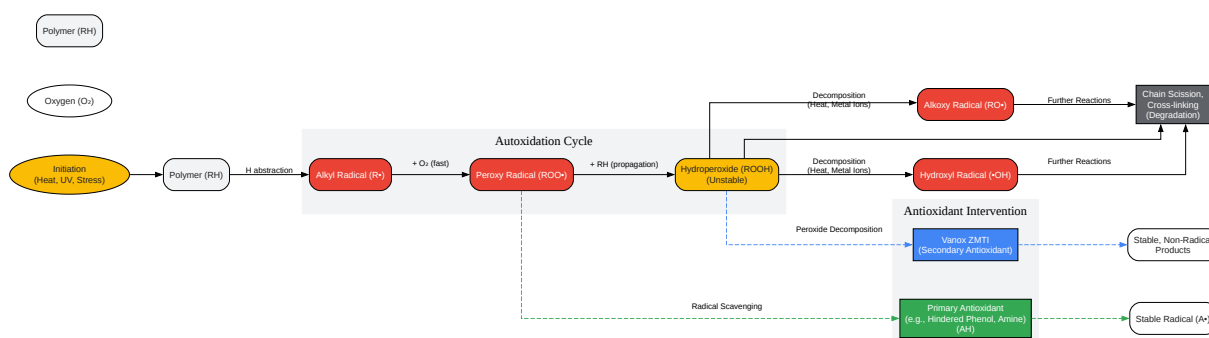 Polymer (RH)
Oxygen (O₂)
Initiation
(Heat, UV, Stress)
Polymer (RH)
H abstraction
Autoxidation Cycle
Alkyl Radical (R•)
+ O₂ (fast)
Peroxy Radical (ROO•)
+ RH (propagation)
Hydroperoxide (ROOH)
(Unstable)
Decomposition
(Heat, Metal Ions)
Alkoxy Radical (RO•)
Further Reactions
Chain Scission,
Cross-linking
(Degradation)
Decomposition
(Heat, Metal Ions)
Hydroxyl Radical (•OH)
Further Reactions
Antioxidant Intervention
Peroxide Decomposition
Vanox ZMTI
(Secondary Antioxidant)
Stable, Non-Radical
Products
Radical Scavenging
Primary Antioxidant
(e.g., Hindered Phenol, Amine)
(AH)
Stable Radical (A•)